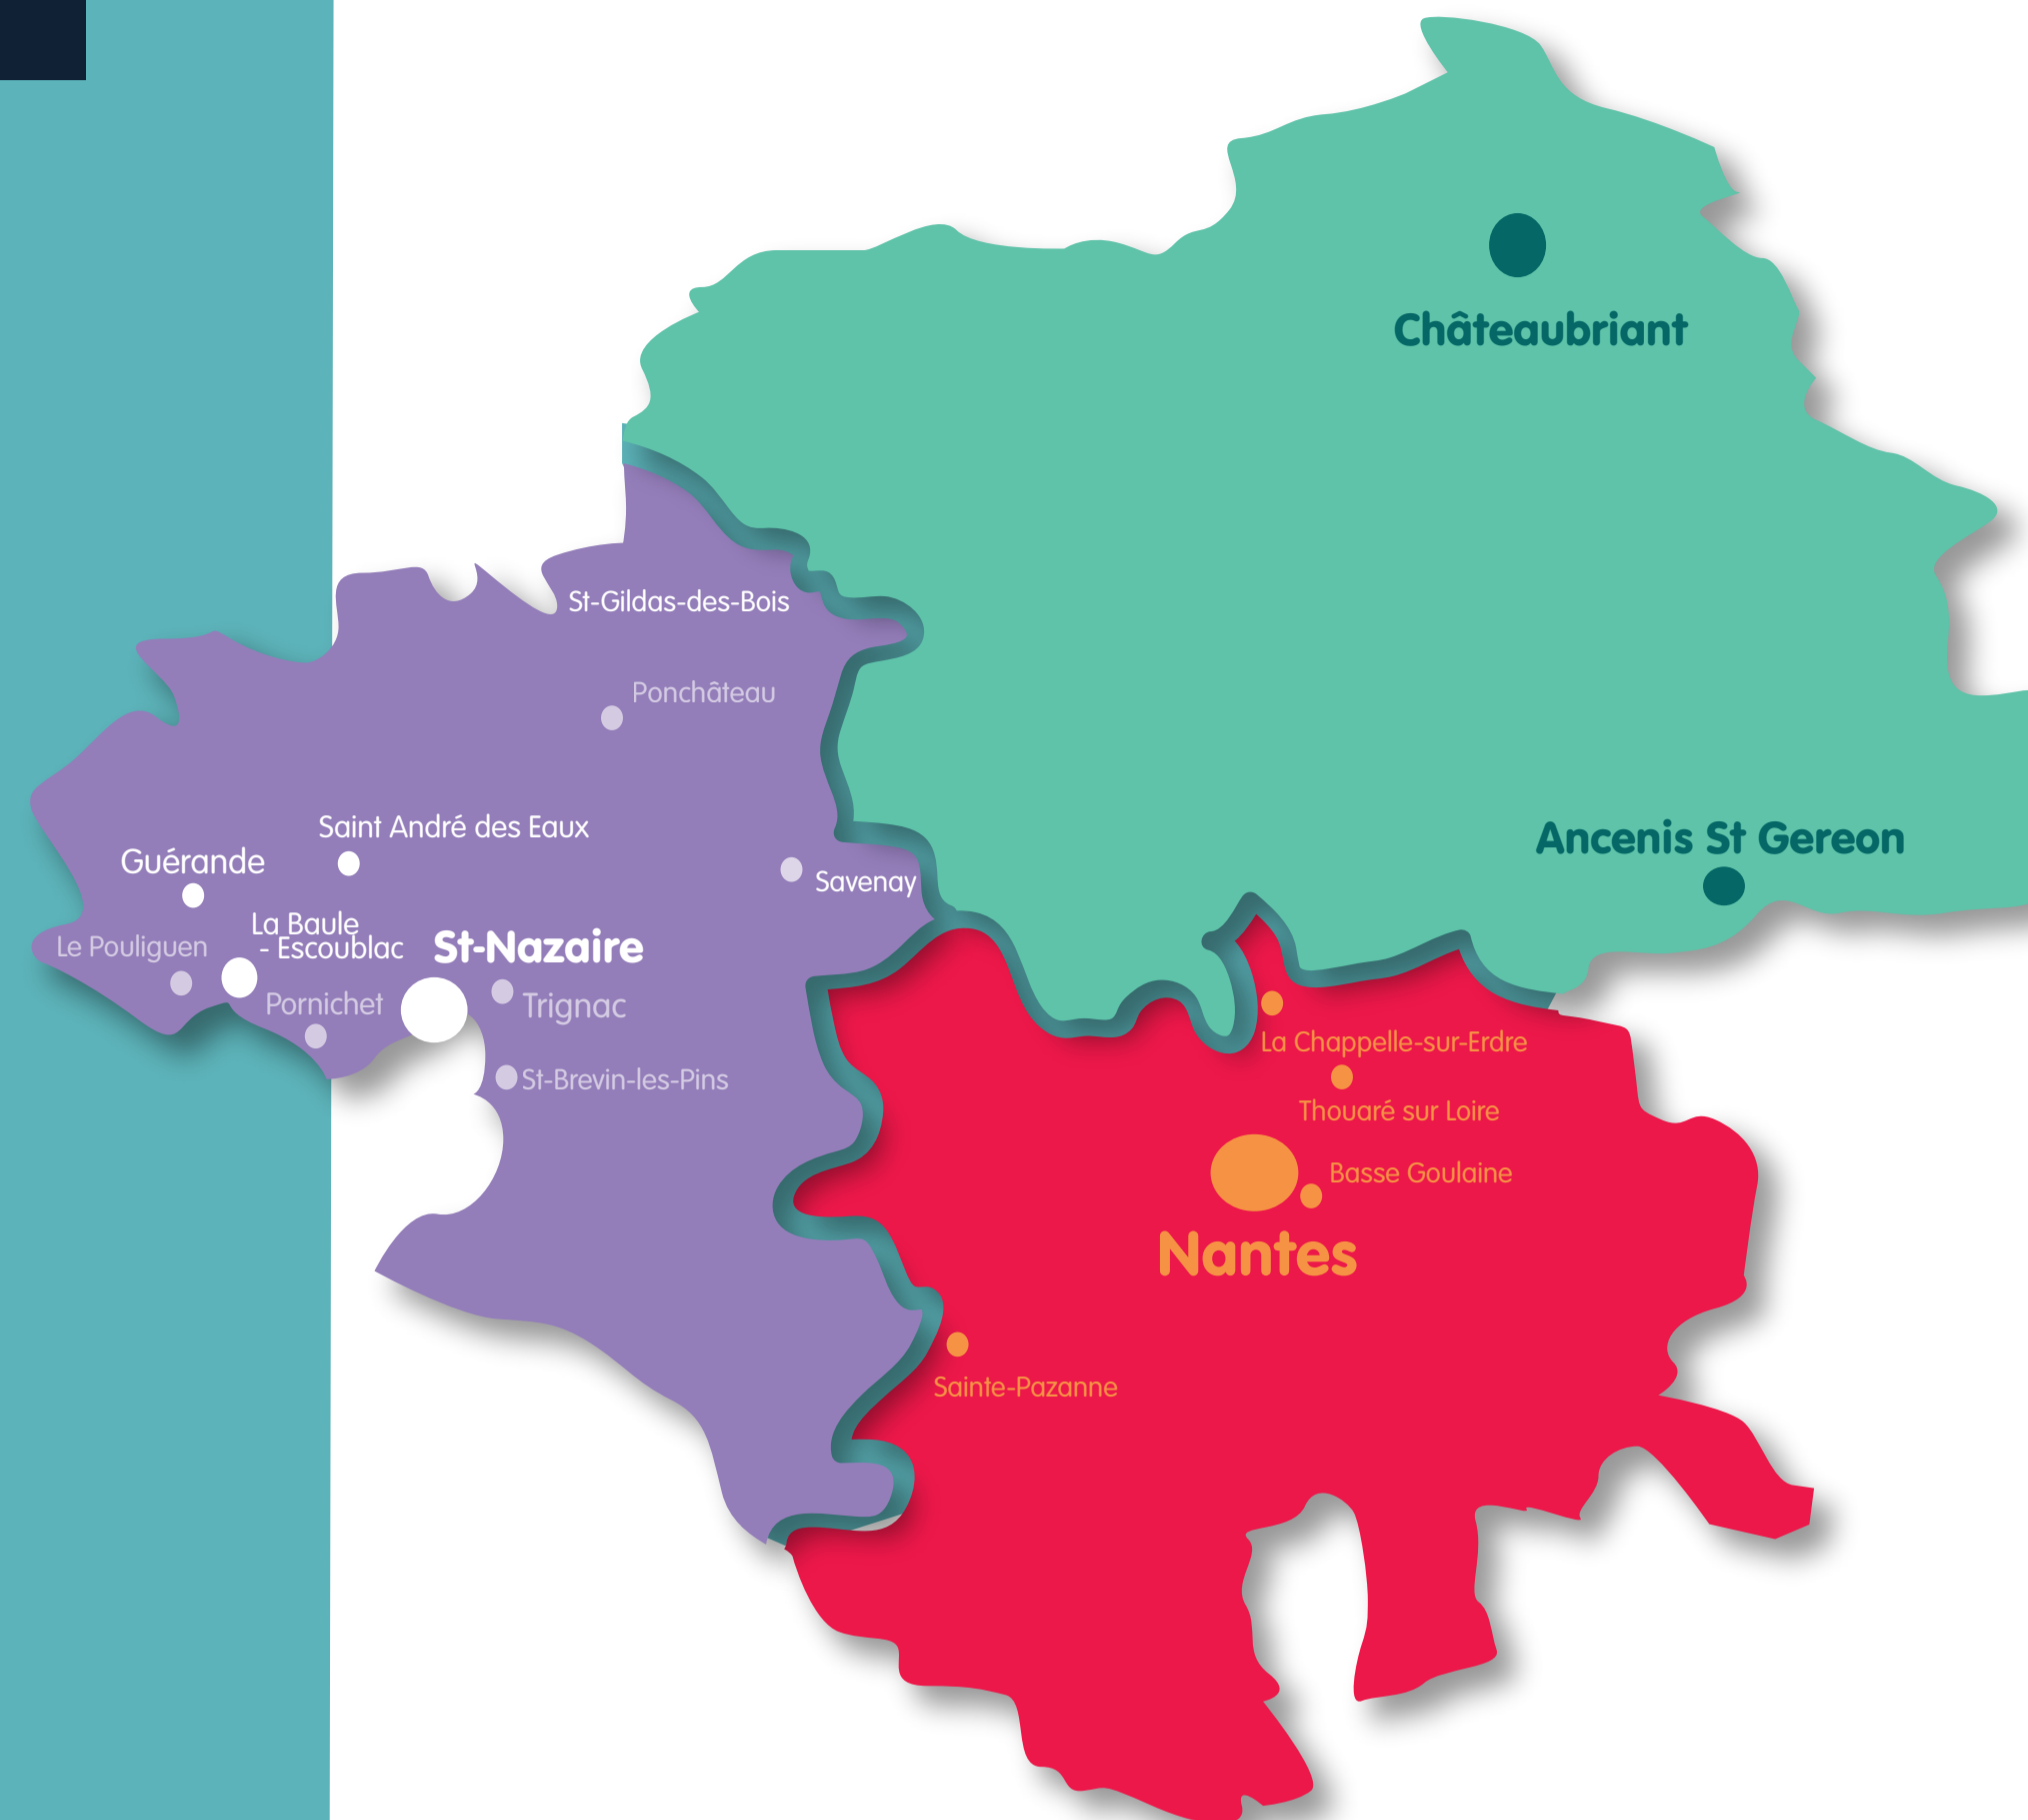 Châteaubriant
St-Gildas-des-Bois
Ponchâteau
Saint André des Eaux
Guérande
Savenay
Ancenis St Gereon
La Baule
- Escoublac
Le Pouliguen
St-Nazaire
Pornichet
Trignac
St-Brevin-les-Pins
La Chappelle-sur-Erdre
Thouaré sur Loire
Basse Goulaine
Nantes
Sainte-Pazanne